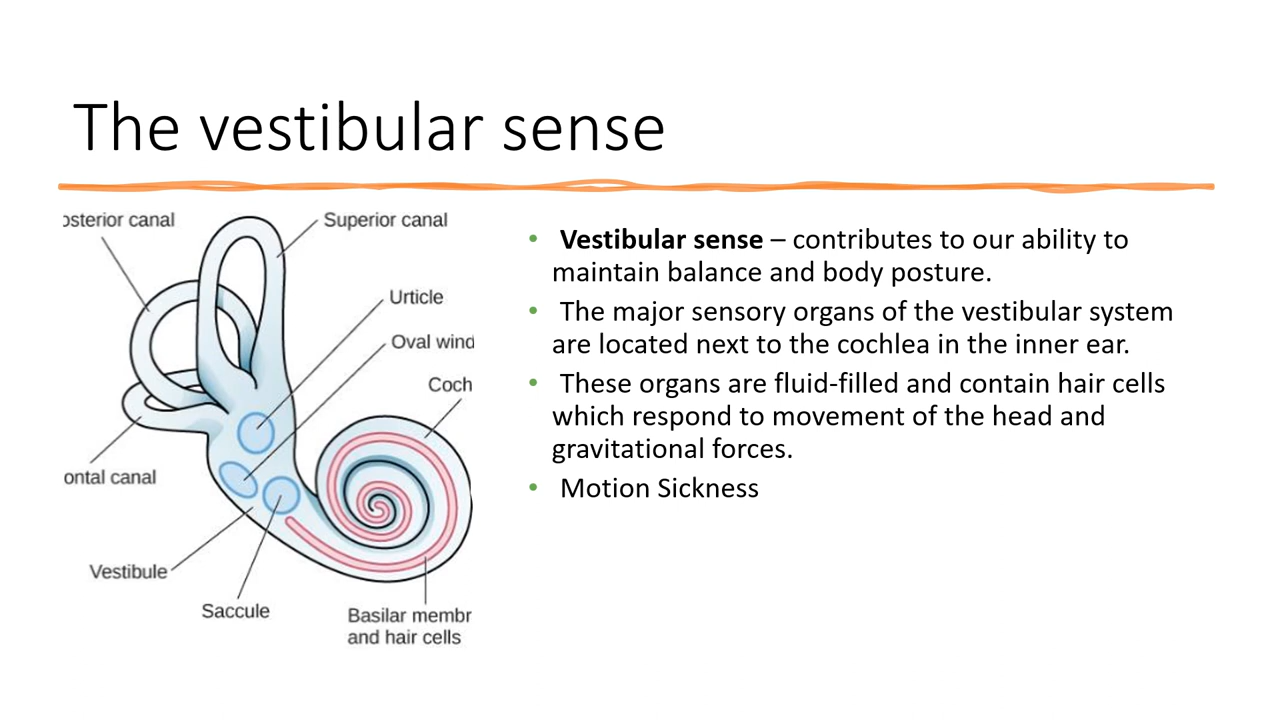 The vestibular sense
osterior canal
Superior canal
Urticle
Oval wind
Coch
ontal canal
Vestibule
Saccule
Basilar membr
and hair cells
• Vestibular sense – contributes to our ability to
maintain balance and body posture.
• The major sensory organs of the vestibular system
are located next to the cochlea in the inner ear.
• These organs are fluid-filled and contain hair cells
which respond to movement of the head and
gravitational forces.
• Motion Sickness